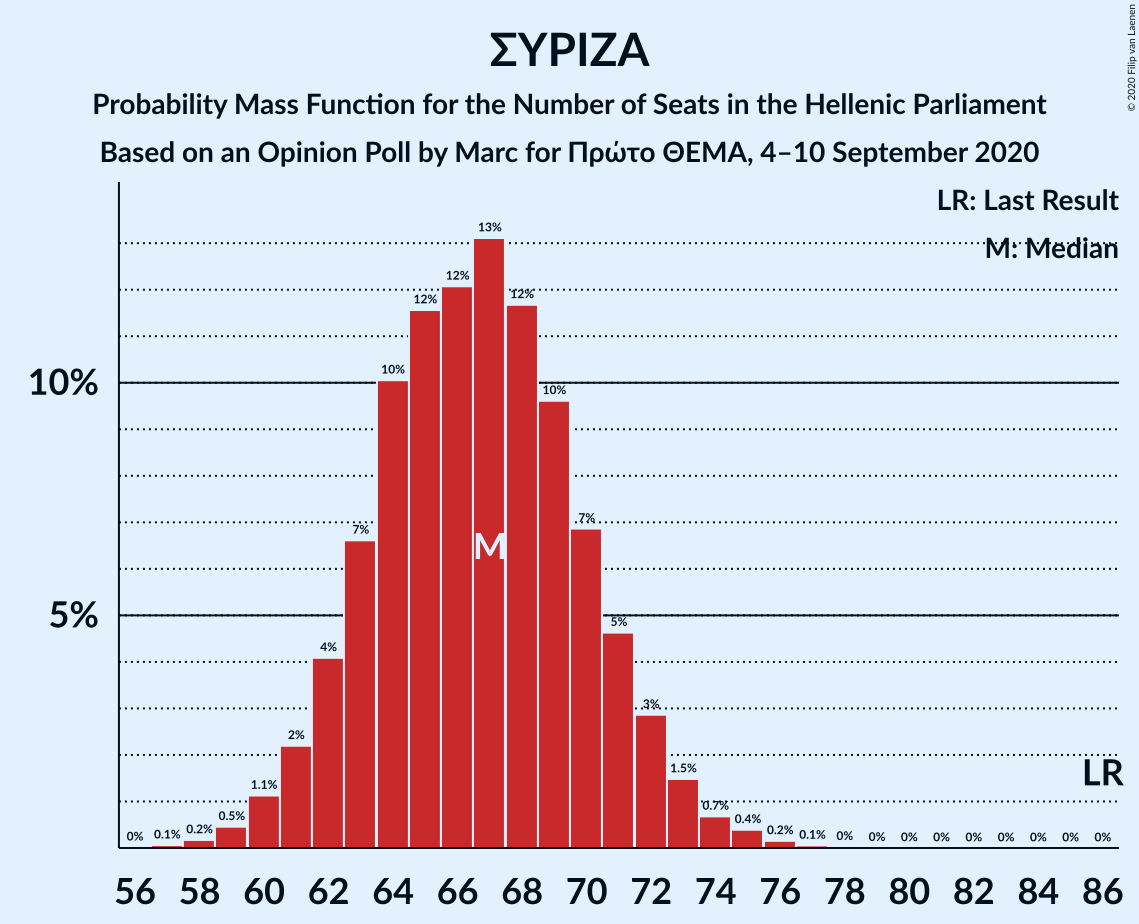 ΣΥΡΙΖΑ
Probability Mass Function for the Number of Seats in the Hellenic Parliament
Based on an Opinion Poll by Marc for Πρώτο ΘΕΜΑ, 4–10 September 2020
© 2020 Filip van Laenen
LR: Last Result
M: Median
10%
5%
0% 0.1% 0.2% 0.5% 1.1% 2% 4% 7% 10% 12% 12% 13% 12% 10% 7% 5% 3% 1.5% 0.7% 0.4% 0.2% 0.1% 0% 0% 0% 0% 0% 0% 0% 0% 0%
M
LR
56 58 60 62 64 66 68 70 72 74 76 78 80 82 84 86